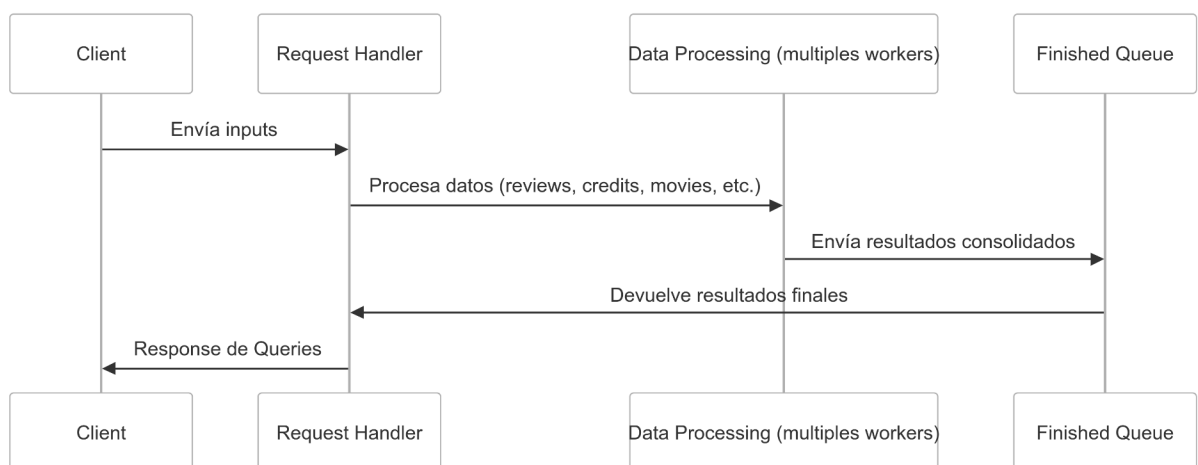 Client
Request Handler
Data Processing (multiples workers)
Finished Queue
Envía inputs
Procesa datos (reviews, credits, movies, etc.)
Envía resultados consolidados
Devuelve resultados finales
Response de Queries
Client
Request Handler
Data Processing (multiples workers)
Finished Queue